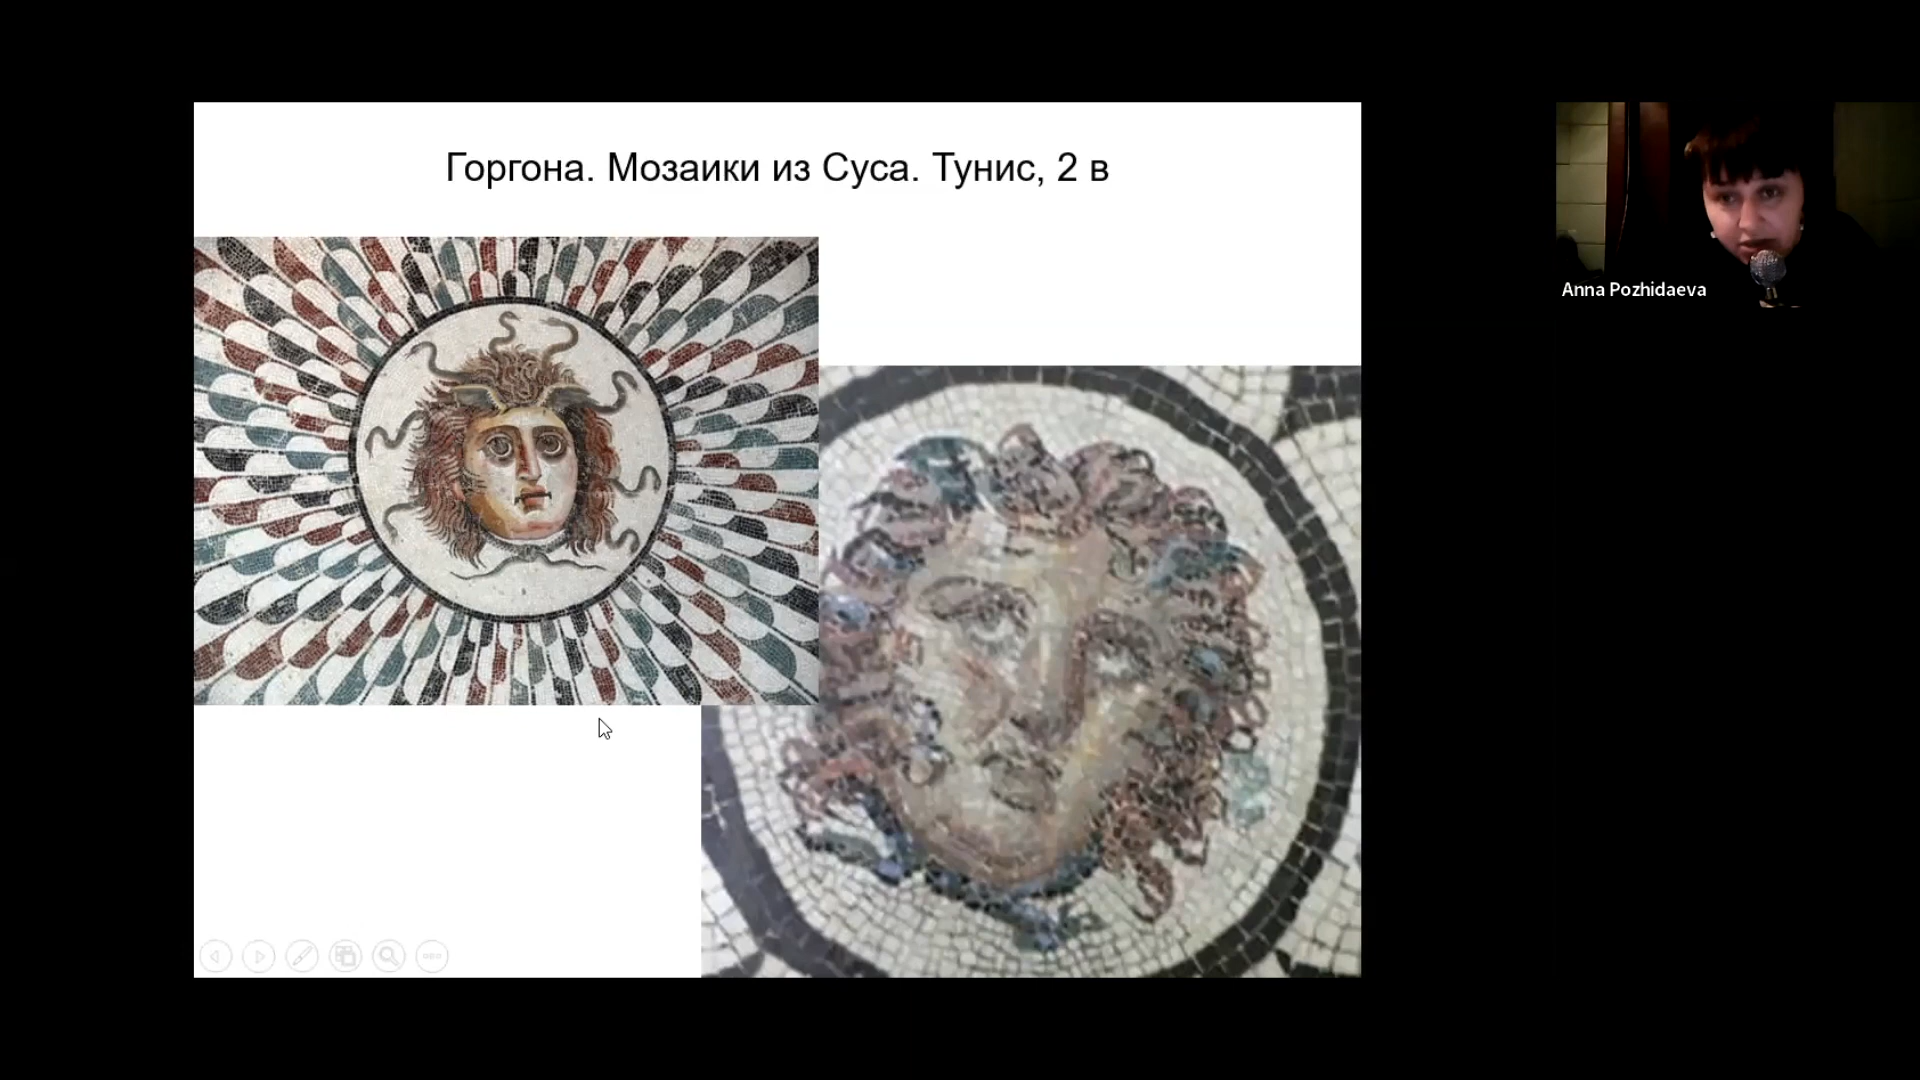 Горгона. Мозаики из Суса. Тунис, 2 в
Anna Pozhidaeva